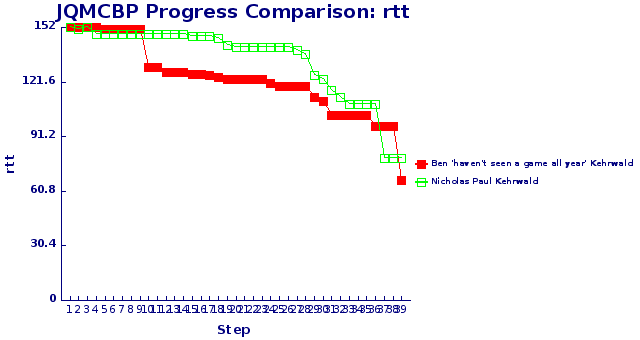 JQMCBP Progress Comparison: rtt
152
121.6
91.2
60.8
30.4
0
rtt
1 2 3 4 5 6 7 8 9 10 11 12 13 14 15 16 17 18 19 20 21 22 23 24 25 26 27 28 29 30 31 32 33 34 35 36 37 38 39
Step
Ben 'haven't seen a game all year' Kehrwald
Nicholas Paul Kehrwald